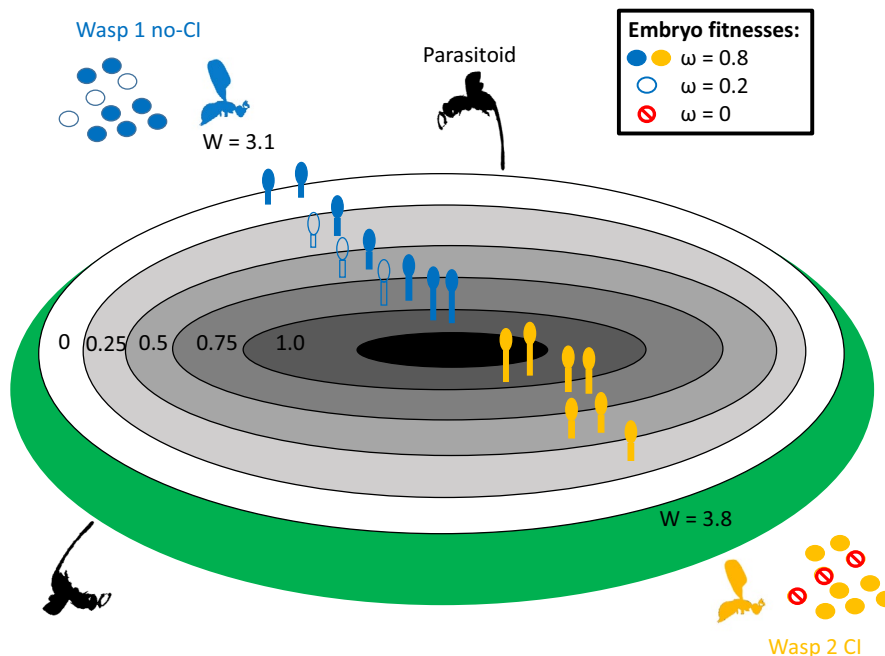 Wasp 1 no-CI
Parasitoid
Embryo fitnesses:
ω = 0.8
ω = 0.2
ω = 0
W = 3.1
0
0.25
0.5
0.75
1.0
W = 3.8
Wasp 2 CI